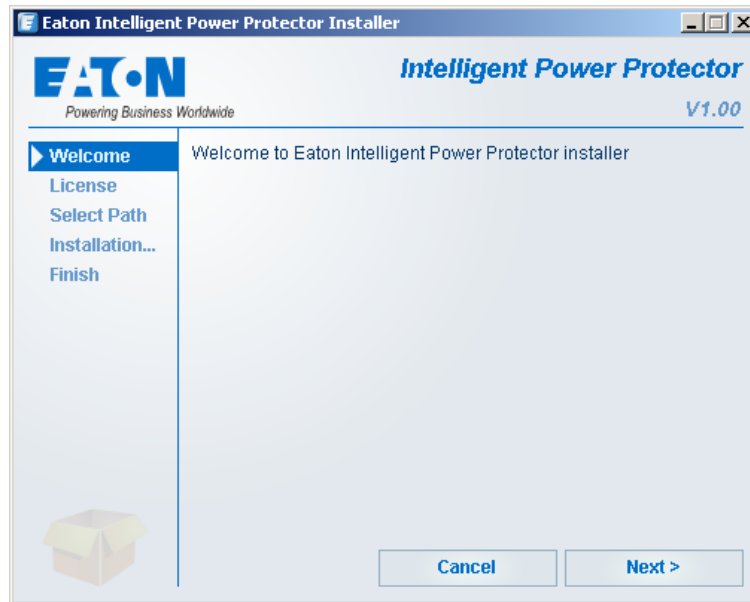 Eaton Intelligent Power Protector Installer
EATON
Powering Business Worldwide
Intelligent Power Protector
V1.00
Welcome
License
Select Path
Installation...
Finish
Welcome to Eaton Intelligent Power Protector installer
Cancel
Next >